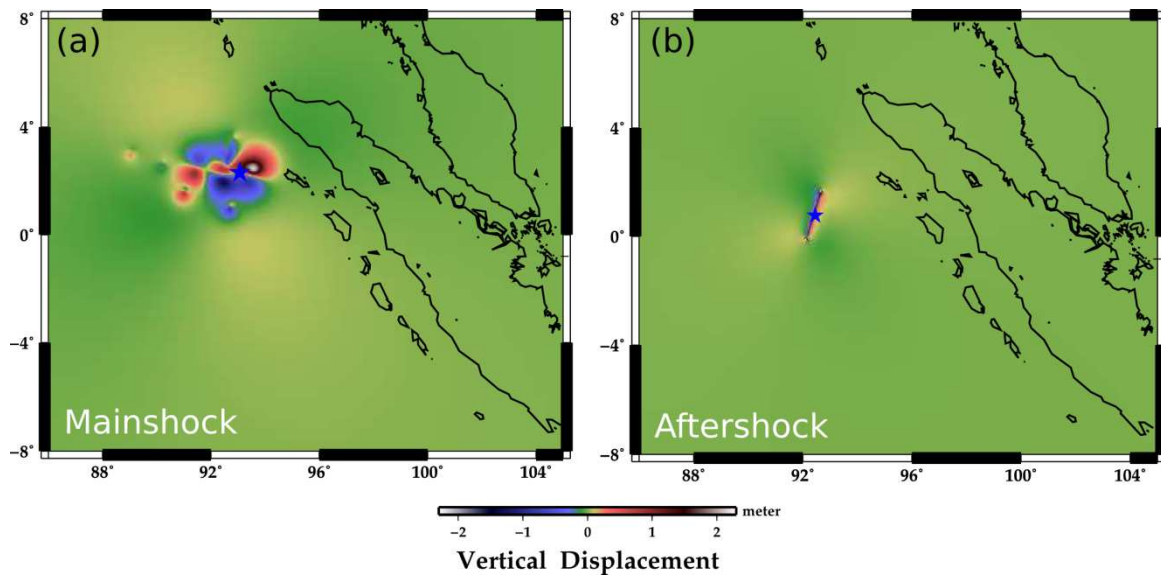 (a)
(b)
8°
4°
0°
−4°
−8°
8°
4°
0°
−4°
−8°
Mainshock
Aftershock
88° 92° 96° 100° 104°
88° 92° 96° 100° 104°
−2 −1 0 1 2 meter
Vertical Displacement